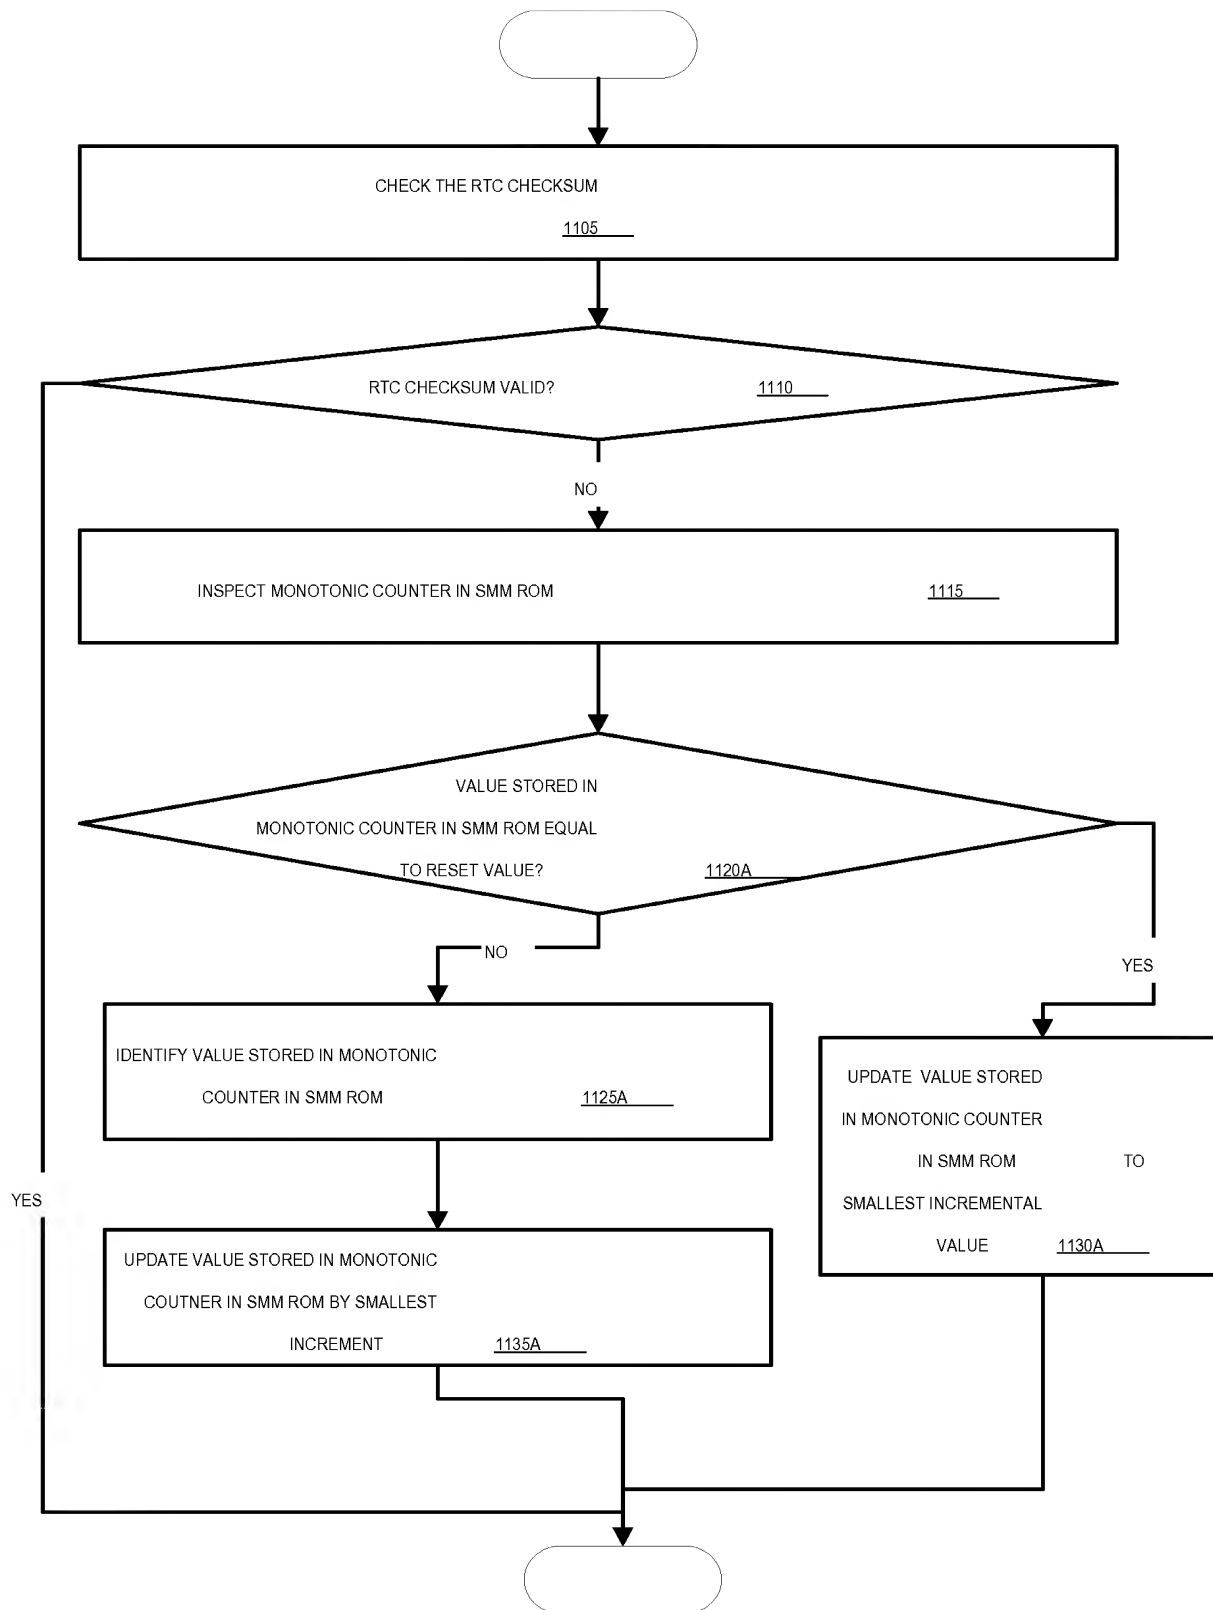 CHECK THE RTC CHECKSUM
1105
RTC CHECKSUM VALID? 1110
NO
INSPECT MONOTONIC COUNTER IN SMM ROM 1115
VALUE STORED IN
MONOTONIC COUNTER IN SMM ROM EQUAL
TO RESET VALUE? 1120A
NO
YES
IDENTIFY VALUE STORED IN MONOTONIC
COUNTER IN SMM ROM 1125A
UPDATE VALUE STORED
IN MONOTONIC COUNTER
IN SMM ROM TO
SMALLEST INCREMENTAL
VALUE 1130A
YES
UPDATE VALUE STORED IN MONOTONIC
COUTNER IN SMM ROM BY SMALLEST
INCREMENT 1135A